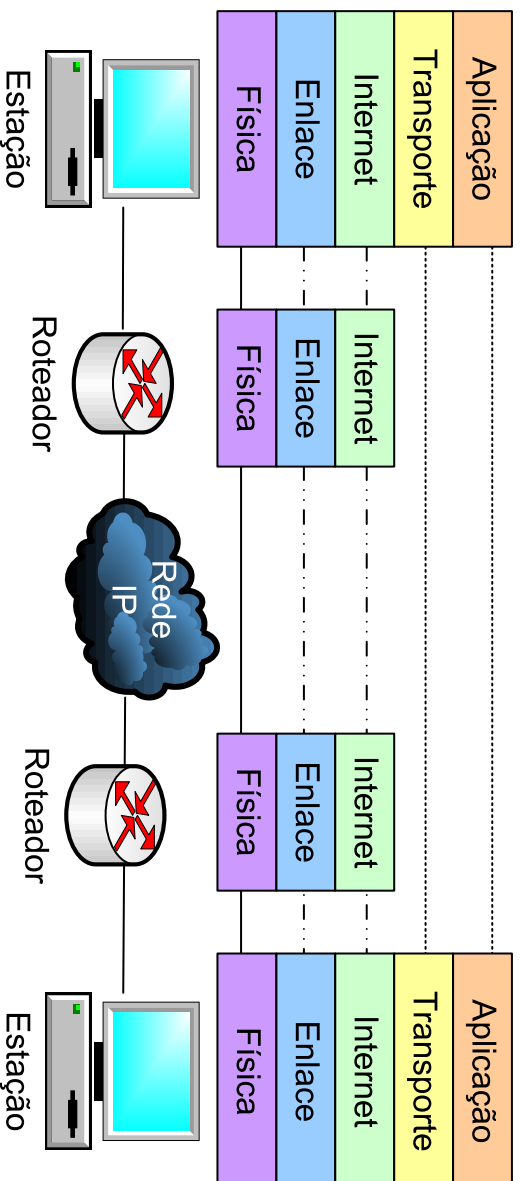 Aplicação
Transporte
Internet
Enlace
Física
Internet
Enlace
Física
Internet
Enlace
Física
Aplicação
Transporte
Internet
Enlace
Física
Estação
Roteador
Rede
IP
Roteador
Estação